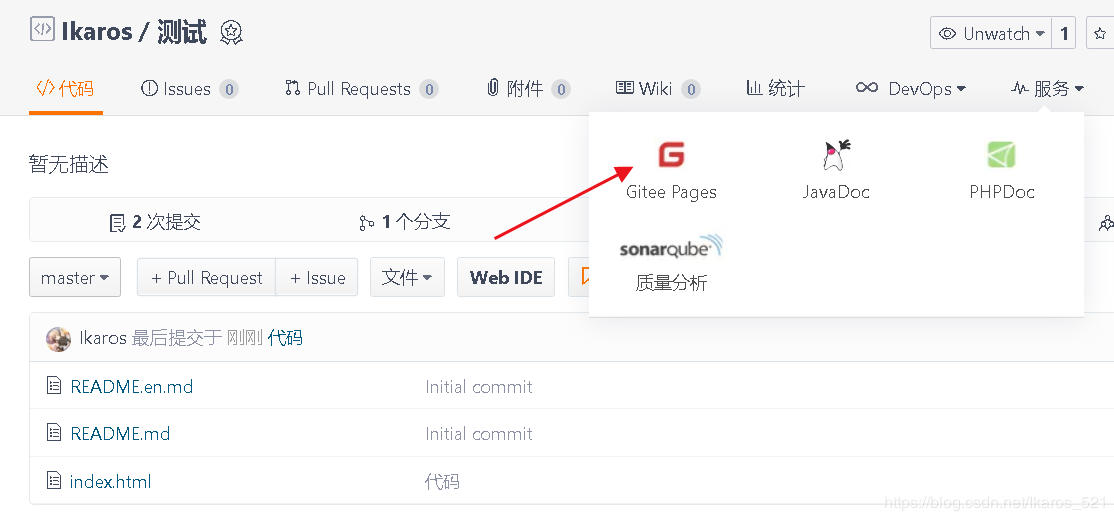 Ikaros / 测试
Unwatch 1
代码 Issues 0 Pull Requests 0 附件 0 Wiki 0 统计 DevOps 服务
暂无描述
Gitee Pages JavaDoc PHPDoc
2 次提交 1 个分支
sonarqube
质量分析
master + Pull Request + Issue 文件 Web IDE
Ikaros 最后提交于 刚刚 代码
README.en.md Initial commit
README.md Initial commit
index.html 代码
https://blog.csdn.net/Ikaros_521